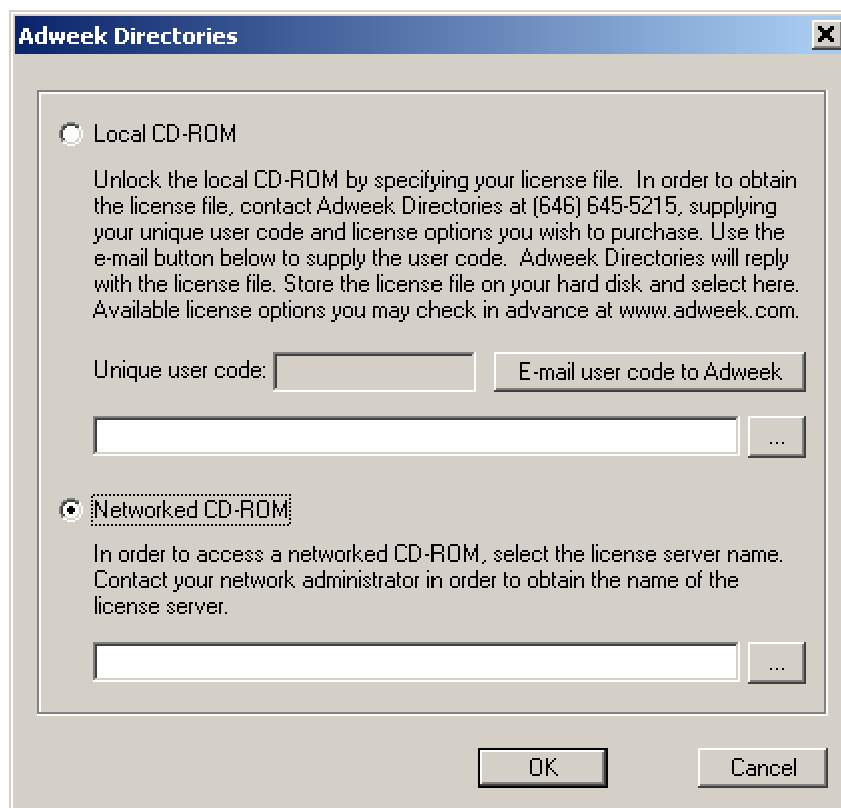 Adweek Directories
Local CD-ROM
Unlock the local CD-ROM by specifying your license file.  In order to obtain
the license file, contact Adweek Directories at (646) 645-5215, supplying
your unique user code and license options you wish to purchase. Use the
e-mail button below to supply the user code.  Adweek Directories will reply
with the license file. Store the license file on your hard disk and select here.
Available license options you may check in advance at www.adweek.com.
Unique user code:
E-mail user code to Adweek
...
Networked CD-ROM
In order to access a networked CD-ROM, select the license server name.
Contact your network administrator in order to obtain the name of the
license server.
...
OK
Cancel